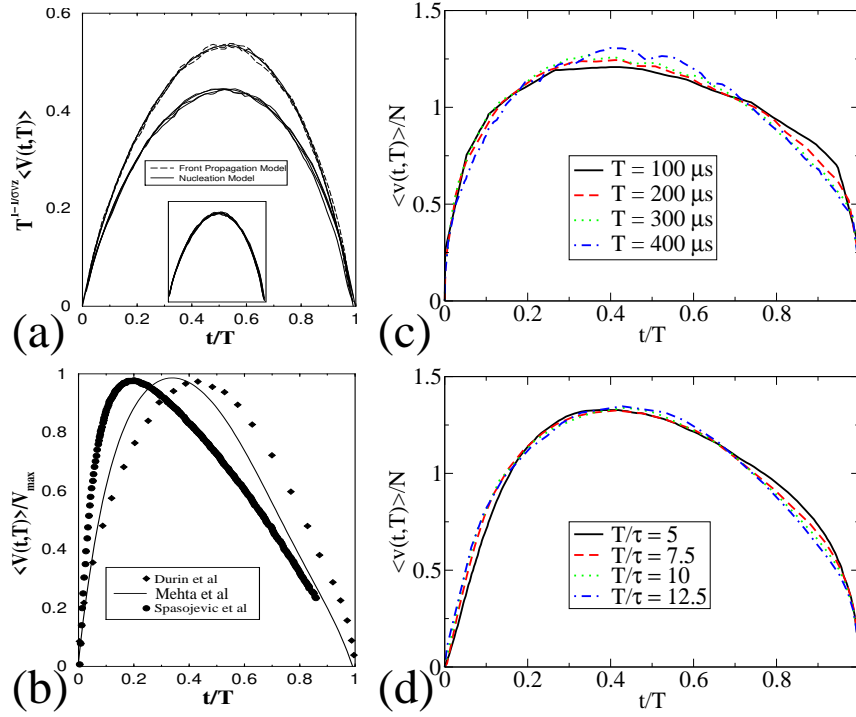 0.6
0.4
0.2
0
T^{1-1/σνz} <V(t,T)>
Front Propagation Model
Nucleation Model
0 0.2 0.4 0.6 0.8 1
t/T
(a)
1.5
1
0.5
0
<v(t,T)>/N
T = 100 μs
T = 200 μs
T = 300 μs
T = 400 μs
0 0.2 0.4 0.6 0.8
t/T
(c)
1
0.8
0.6
0.4
0.2
0
<V(t,T)>/V_{max}
Durin et al
Mehta et al
Spasojevic et al
0 0.2 0.4 0.6 0.8 1
t/T
(b)
1.5
1
0.5
0
<v(t,T)>/N
T/τ = 5
T/τ = 7.5
T/τ = 10
T/τ = 12.5
0 0.2 0.4 0.6 0.8
t/T
(d)